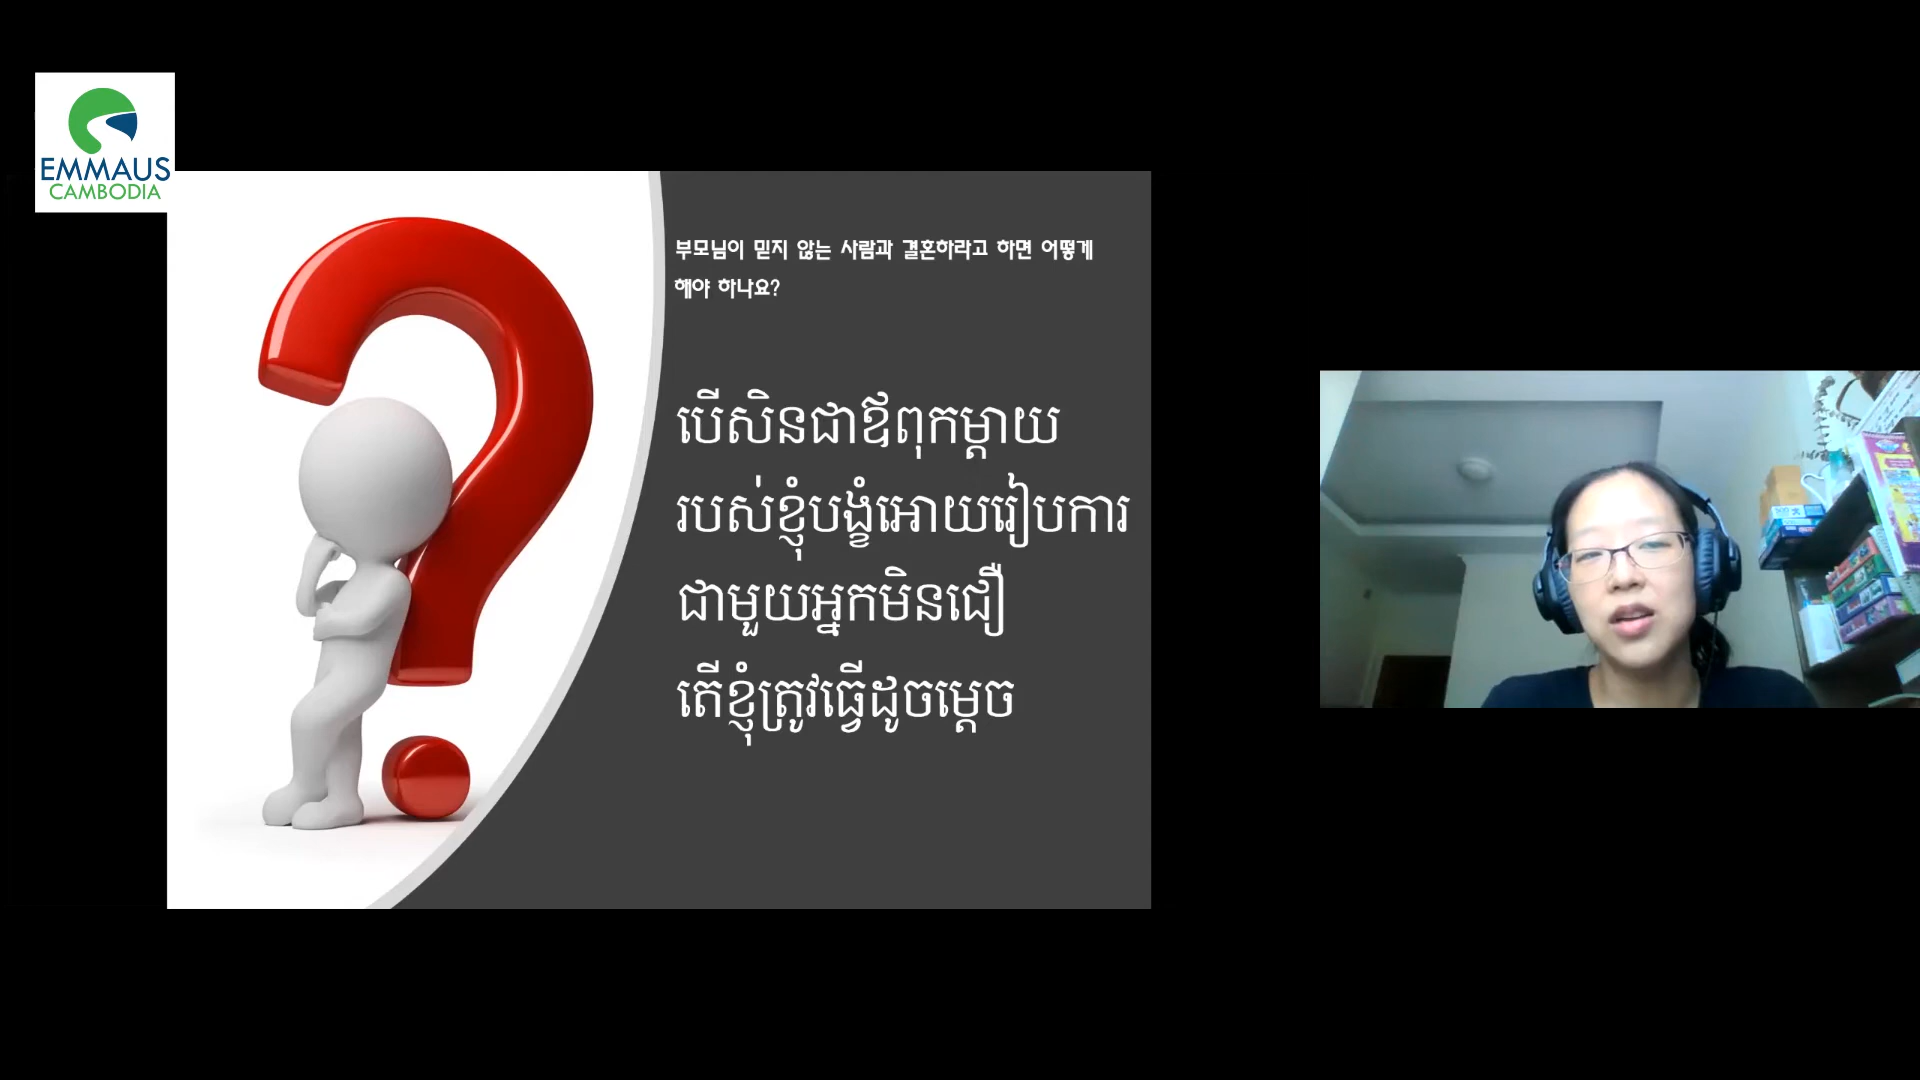 EMMAUS
CAMBODIA
부모님이 믿지 않는 사람과 결혼하라고 하면 어떻게
해야 하나요?
បើសិនជាឪពុកម្តាយ
របស់ខ្ញុំបង្ខំអោយរៀបការ
ជាមួយអ្នកមិនជឿ
តើខ្ញុំត្រូវធ្វើដូចម្តេច